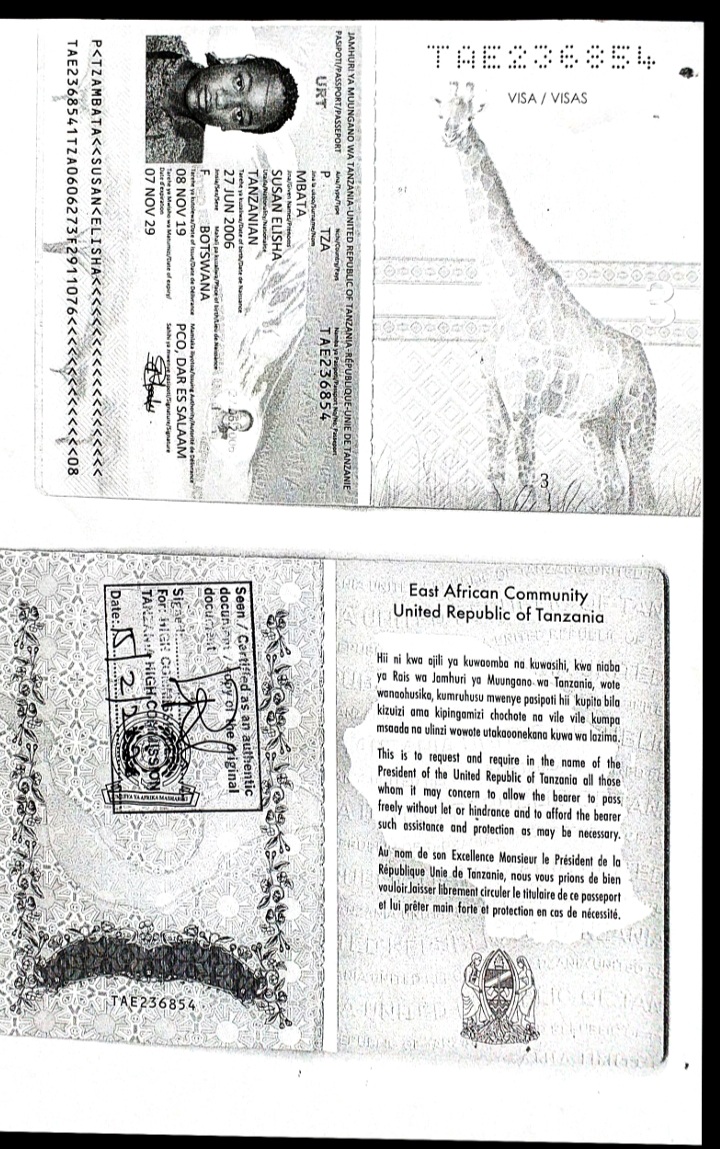 TAE236854
VISA / VISAS
3
3
JAMHURI YA MUUNGANO WA TANZANIA-UNITED REPUBLIC OF TANZANIA-RÉPUBLIQUE-UNIE DE TANZANIE
PASIPOTI/PASSPORT/PASSEPORT
URT
P TZA TAE236854
MBATA
SUSAN ELISHA
TANZANIAN
27 JUN 2006
F BOTSWANA
08 NOV 19 PCO, DAR ES SALAAM
07 NOV 29
P<TZAMBATA<<SUSAN<ELISHA<<<<<<<<<<<<<<<<<<<<
TAE2368541TZA0606273F2911076<<<<<<<<<<<<<<08
East African Community
United Republic of Tanzania
Hii ni kwa ajili ya kuwaomba na kuwasihi, kwa niaba
ya Rais wa Jamhuri ya Muungano wa Tanzania, wote
wanaohusika, kumruhusu mwenye pasipoti hii kupita bila
kizuizi ama kipingamizi chochote na vile vile kumpa
msaada na ulinzi wowote utakaoonekana kuwa wa lazima.
This is to request and require in the name of the
President of the United Republic of Tanzania all those
whom it may concern to allow the bearer to pass
freely without let or hindrance and to afford the bearer
such assistance and protection as may be necessary.
Au nom de son Excellence Monsieur le Président de la
République Unie de Tanzanie, nous vous prions de bien
vouloir.laisser librement circuler le titulaire de ce passeport
et lui prêter main forte et protection en cas de nécessité.
Seen / Certified as an authentic
document / copy of the original
document
Signed:
For: HIGH COMMISSION
TANZANIA HIGH COMMISSION
Date:
TAE236854